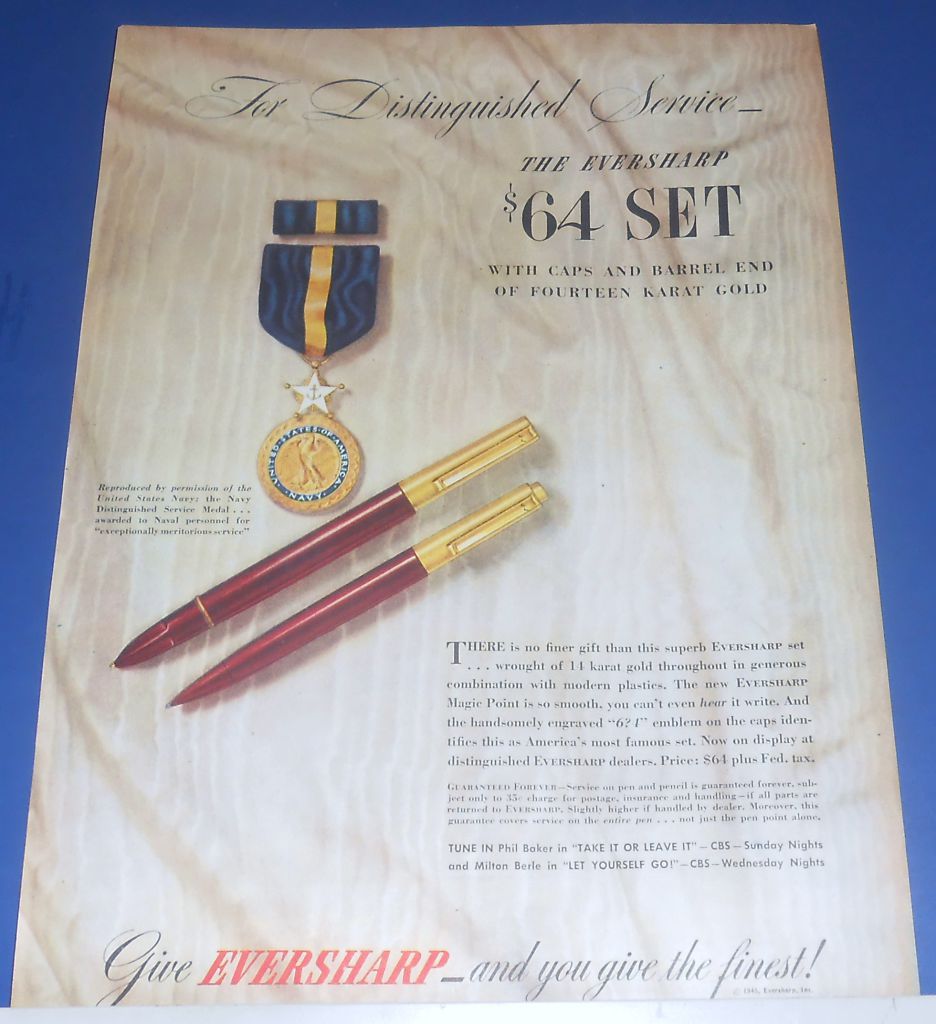 For Distinguished Service—
THE EVERSHARP
$64 SET
WITH CAPS AND BARREL END
OF FOURTEEN KARAT GOLD
UNITED·STATES·OF·AMERICA
·NAVY·
Reproduced by permission of the
United States Navy: the Navy
Distinguished Service Medal . . .
awarded to Naval personnel for
“exceptionally meritorious service”
THERE is no finer gift than this superb EVERSHARP set
. . . wrought of 14 karat gold throughout in generous
combination with modern plastics. The new EVERSHARP
Magic Point is so smooth, you can't even hear it write. And
the handsomely engraved “6?4” emblem on the caps iden-
tifies this as America's most famous set. Now on display at
distinguished EVERSHARP dealers. Price: $64 plus Fed. tax.
GUARANTEED FOREVER—Service on pen and pencil is guaranteed forever, sub-
ject only to 35c charge for postage, insurance and handling—if all parts are
returned to EVERSHARP. Slightly higher if handled by dealer. Moreover, this
guarantee covers service on the entire pen . . . not just the pen point alone.
TUNE IN Phil Baker in “TAKE IT OR LEAVE IT”—CBS—Sunday Nights
and Milton Berle in “LET YOURSELF GO!”—CBS—Wednesday Nights
Give EVERSHARP—and you give the finest!
© 1945, Eversharp, Inc.